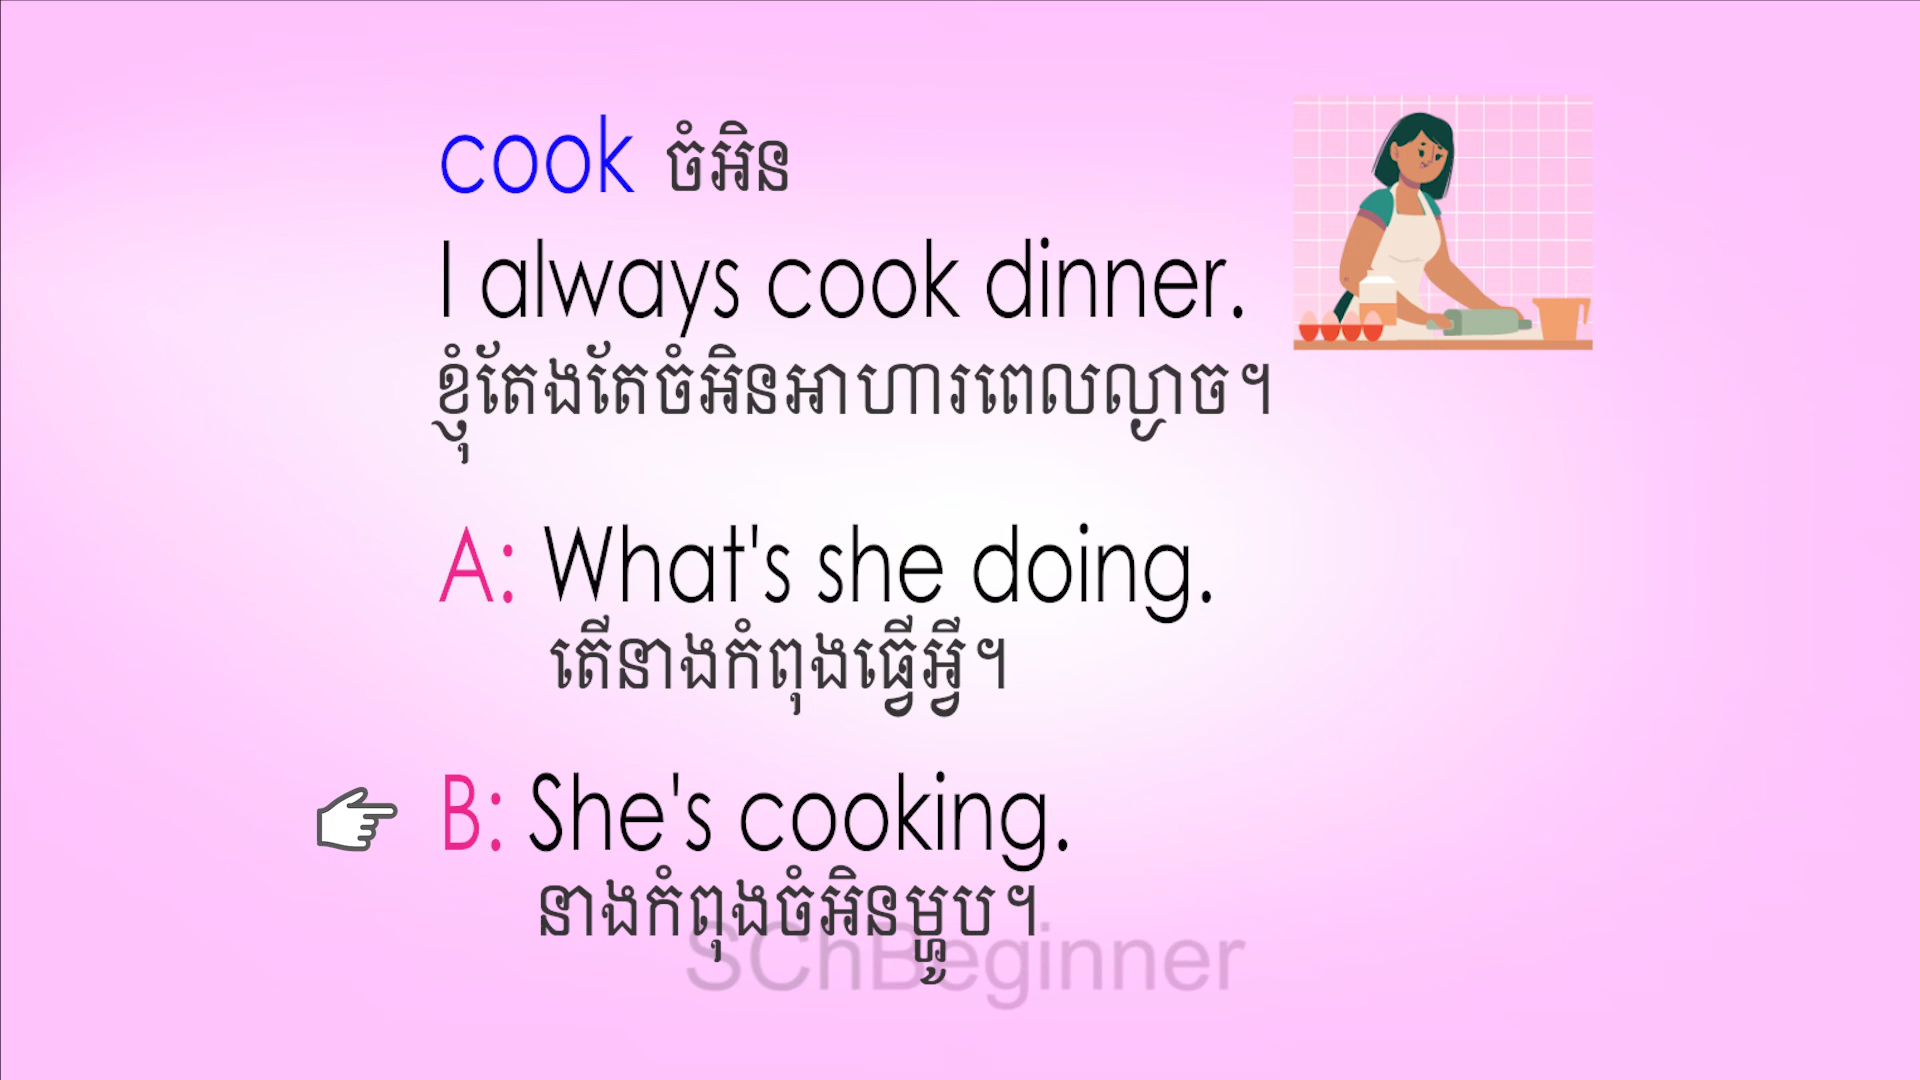 cook ចំអិន
I always cook dinner.
ខ្ញុំតែងតែចំអិនអាហារពេលល្ងាច។
A: What's she doing.
តើនាងកំពុងធ្វើអ្វី។
B: She's cooking.
នាងកំពុងចំអិនម្ហូប។
SChBeginner